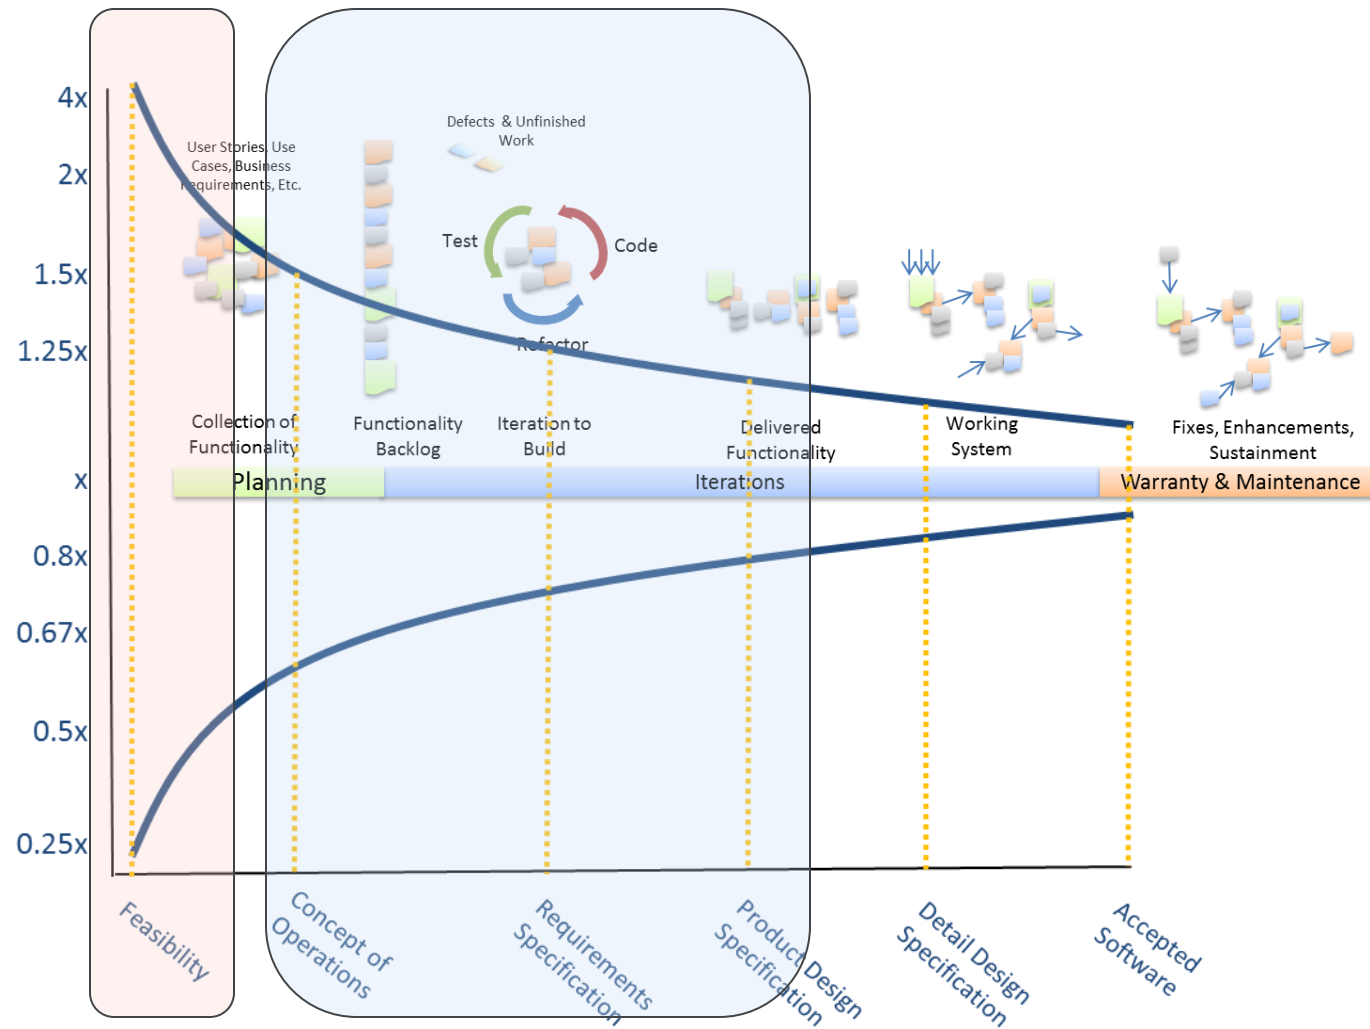 4x
2x
1.5x
1.25x
x
0.8x
0.67x
0.5x
0.25x
User Stories, Use
Cases, Business
Requirements, Etc.
Defects & Unfinished
Work
Test
Code
Refactor
Collection of
Functionality
Functionality
Backlog
Iteration to
Build
Delivered
Functionality
Working
System
Fixes, Enhancements,
Sustainment
Planning
Iterations
Warranty & Maintenance
Feasibility
Concept of
Operations
Requirements
Specification
Product Design
Specification
Detail Design
Specification
Accepted
Software